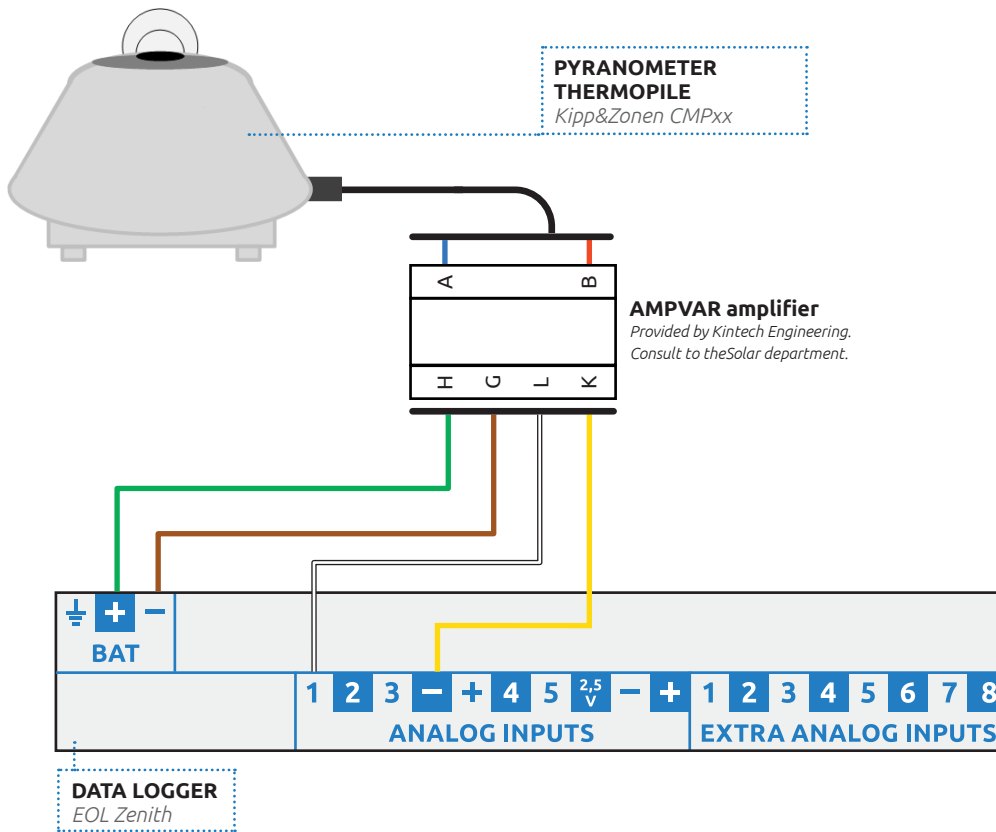 PYRANOMETER
THERMOPILE
Kipp&Zonen CMPxx
A B
AMPVAR amplifier
Provided by Kintech Engineering.
Consult to theSolar department.
H G L K
+ −
BAT
1 2 3 − + 4 5 2,5 V − + 1 2 3 4 5 6 7 8
ANALOG INPUTS EXTRA ANALOG INPUTS
DATA LOGGER
EOL Zenith